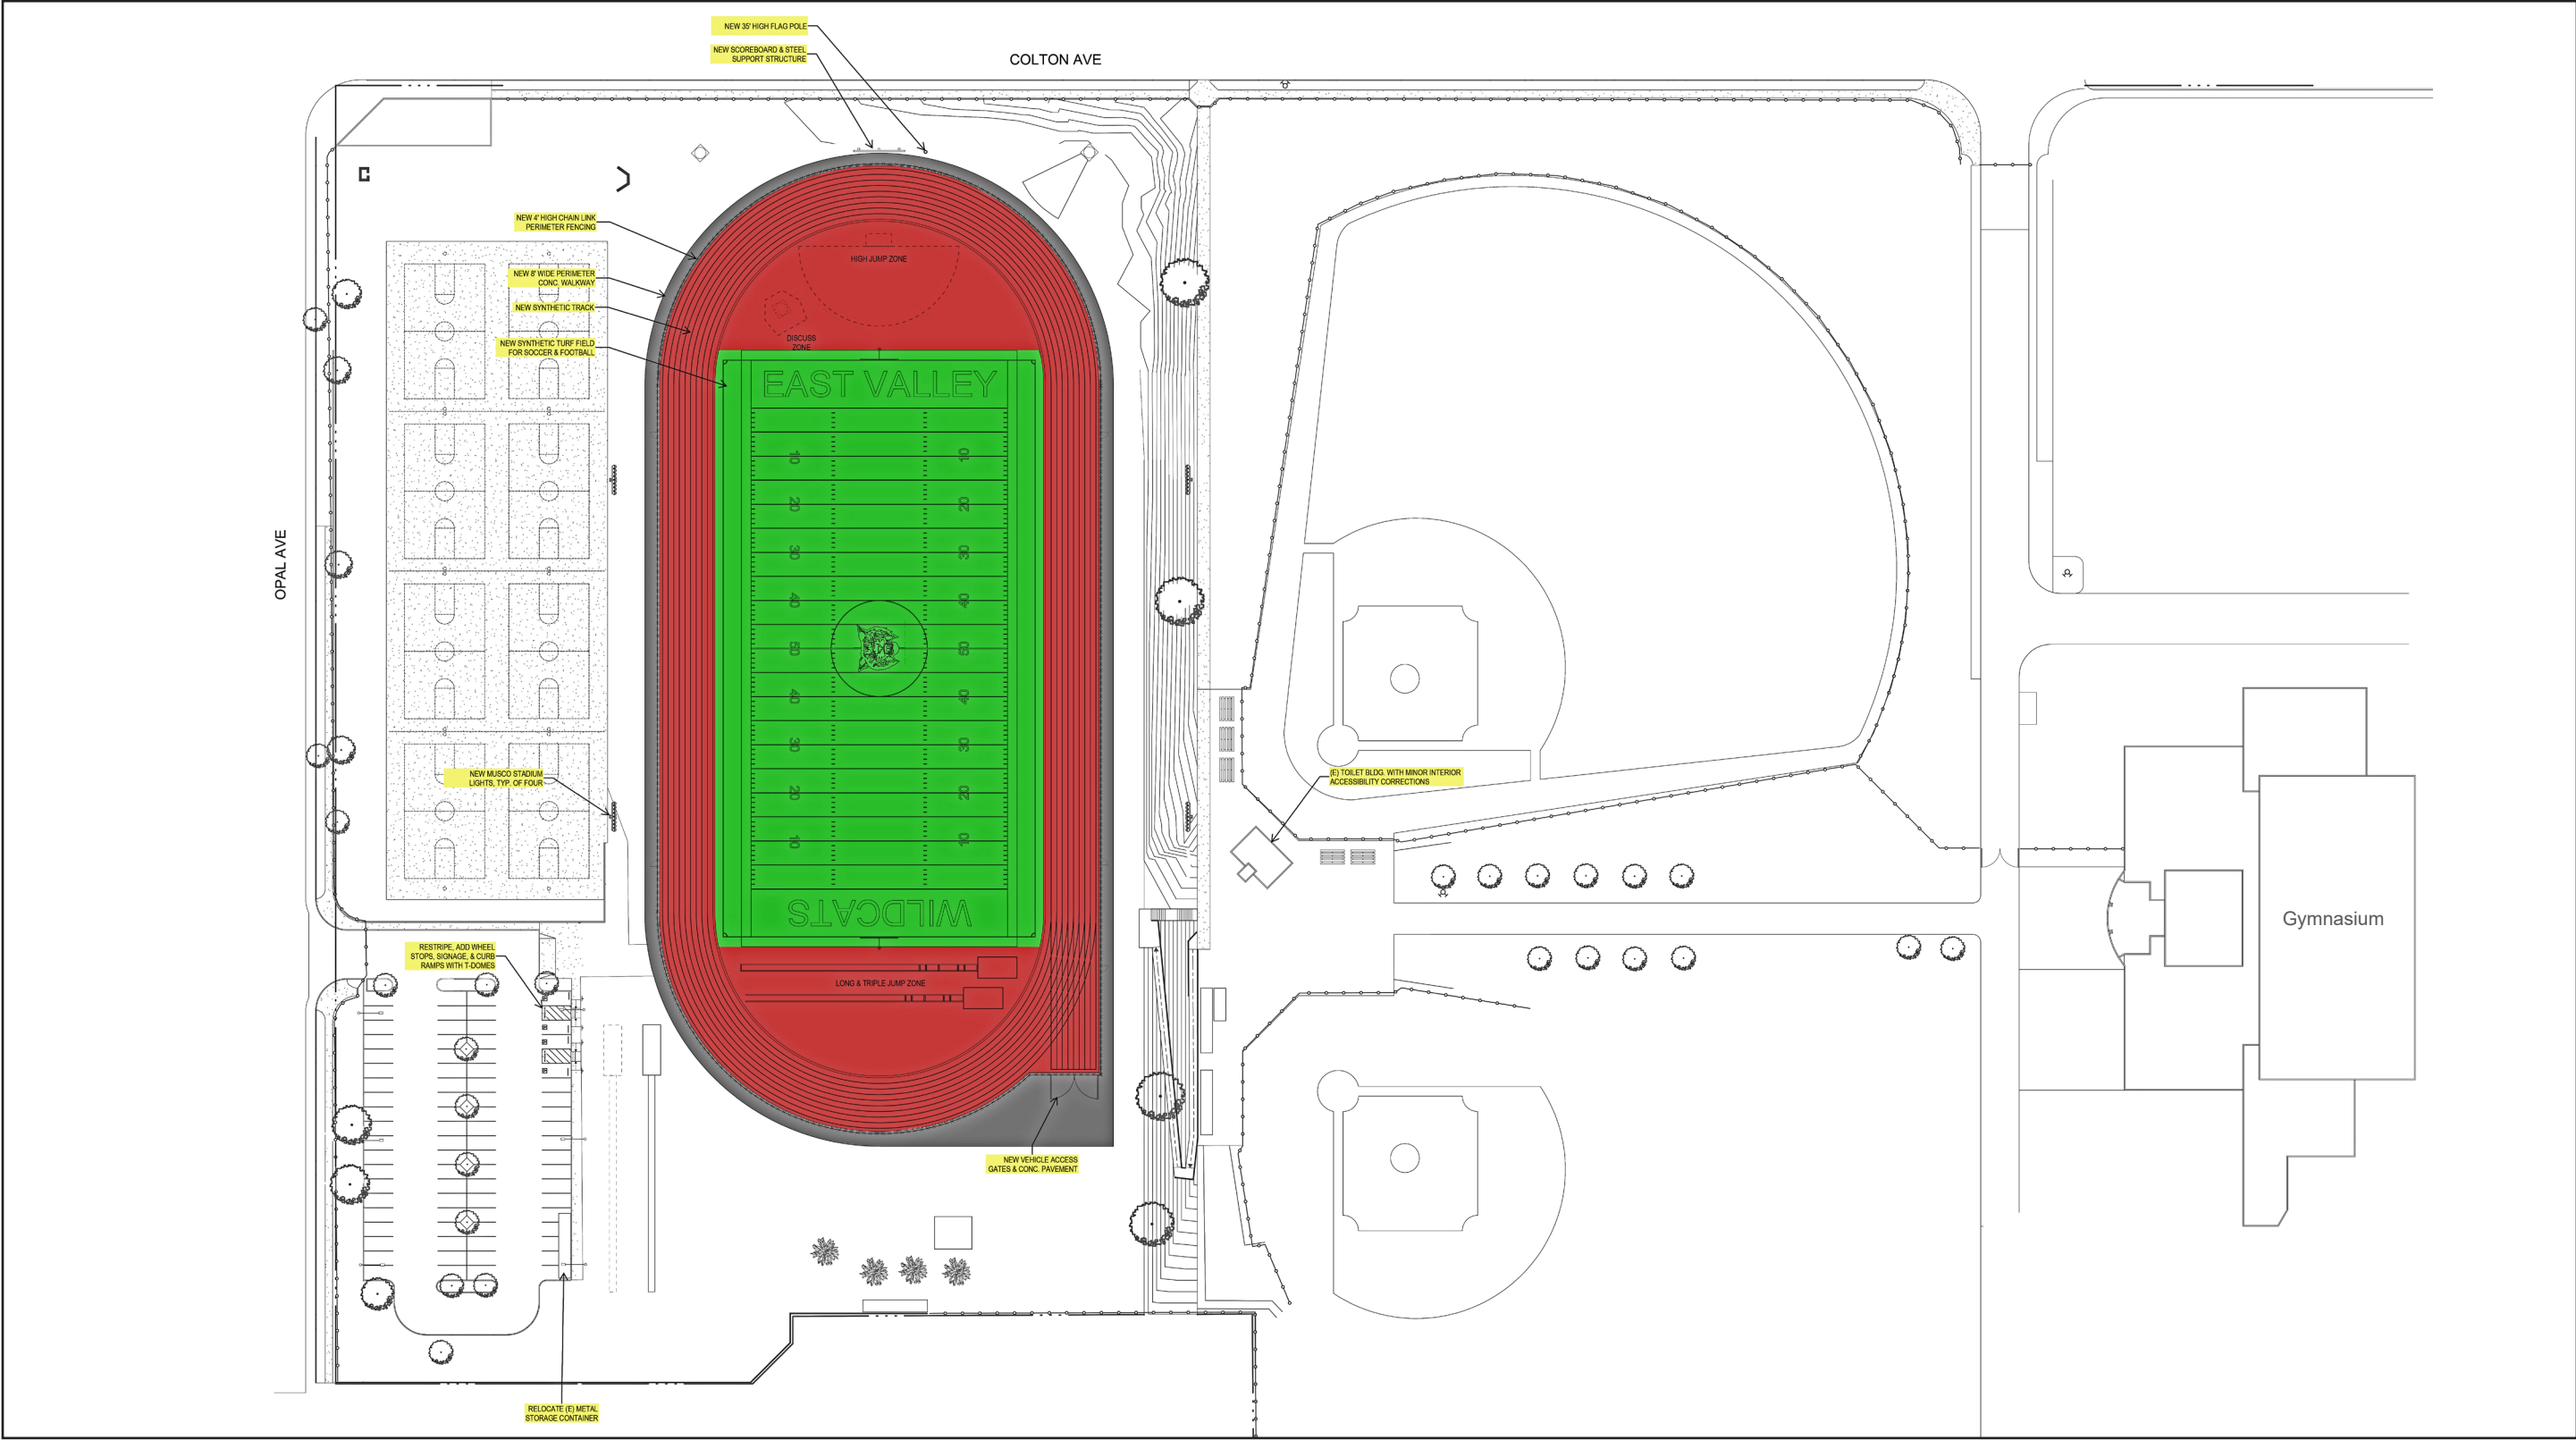 NEW 35' HIGH FLAG POLE
NEW SCOREBOARD & STEEL
SUPPORT STRUCTURE
COLTON AVE
NEW 4' HIGH CHAIN LINK
PERIMETER FENCING
HIGH JUMP ZONE
NEW 8' WIDE PERIMETER
CONC. WALKWAY
NEW SYNTHETIC TRACK
DISCUSS
ZONE
NEW SYNTHETIC TURF FIELD
FOR SOCCER & FOOTBALL
EAST VALLEY
10 10
20 20
30 30
OPAL AVE
40 40
50 50
40 40
30 30
NEW MUSCO STADIUM
LIGHTS, TYP. OF FOUR
(E) TOILET BLDG. WITH MINOR INTERIOR
ACCESSIBILITY CORRECTIONS
20 20
10 10
WILDCATS
Gymnasium
RESTRIPE, ADD WHEEL
STOPS, SIGNAGE, & CURB
RAMPS WITH T-DOMES
LONG & TRIPLE JUMP ZONE
NEW VEHICLE ACCESS
GATES & CONC. PAVEMENT
RELOCATE (E) METAL
STORAGE CONTAINER